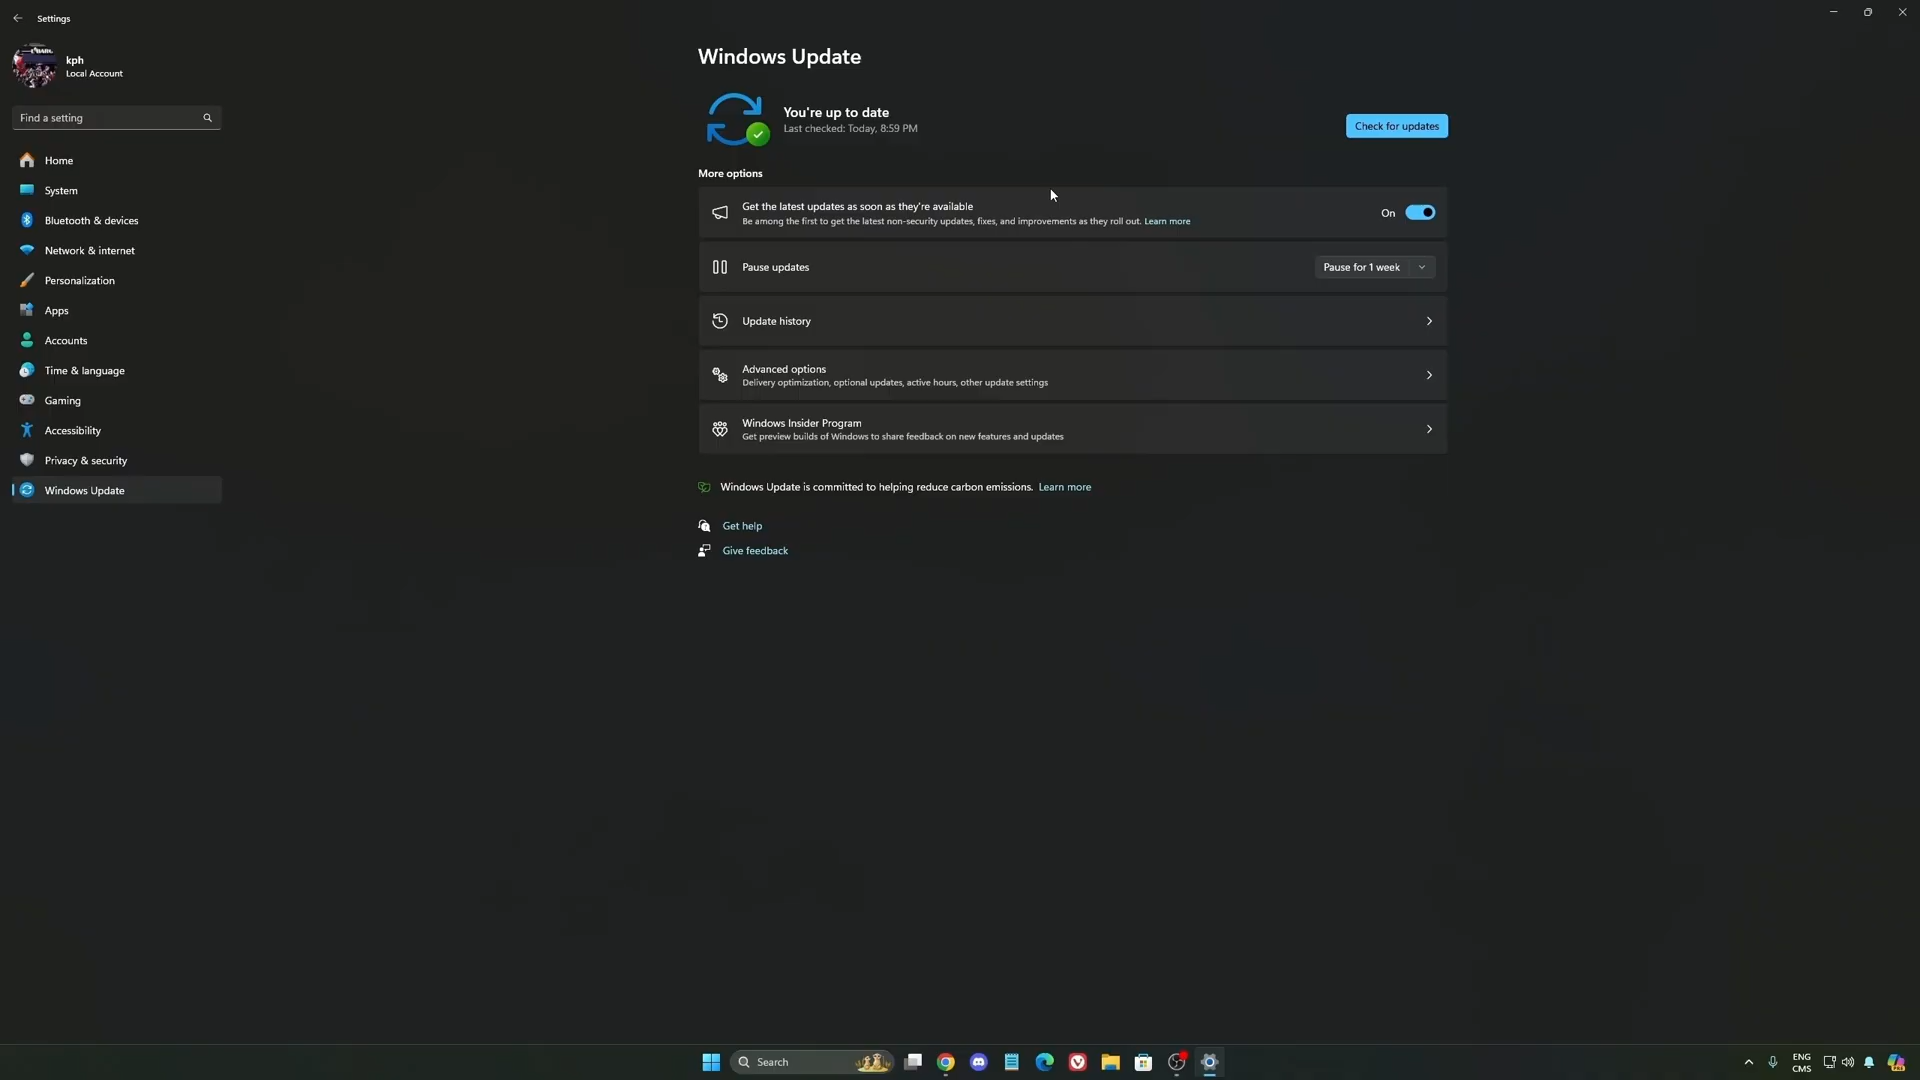 Settings
kph
Local Account
Find a setting
Home
System
Bluetooth & devices
Network & internet
Personalization
Apps
Accounts
Time & language
Gaming
Accessibility
Privacy & security
Windows Update
Windows Update
You're up to date
Last checked: Today, 8:59 PM
Check for updates
More options
Get the latest updates as soon as they're available
Be among the first to get the latest non-security updates, fixes, and improvements as they roll out. Learn more
On
Pause updates
Pause for 1 week
Update history
Advanced options
Delivery optimization, optional updates, active hours, other update settings
Windows Insider Program
Get preview builds of Windows to share feedback on new features and updates
Windows Update is committed to helping reduce carbon emissions. Learn more
Get help
Give feedback
Search
ENG
CMS